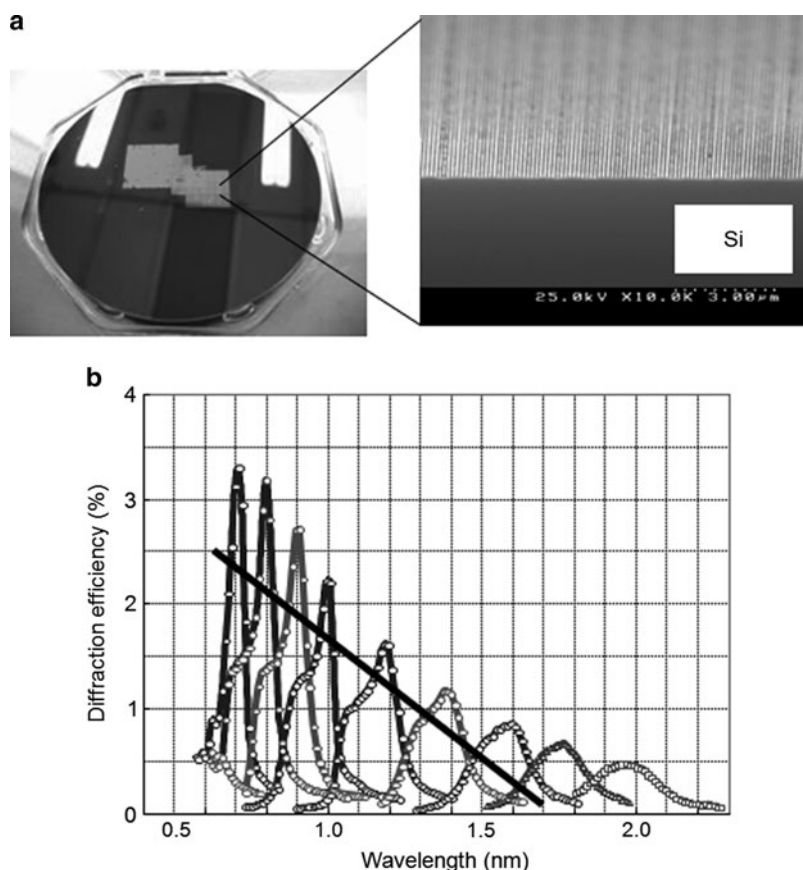 a
Si
25.0kV X10.0K 3.00µm
b
4
3
2
1
0
Diffraction efficiency (%)
0.5 1.0 1.5 2.0
Wavelength (nm)